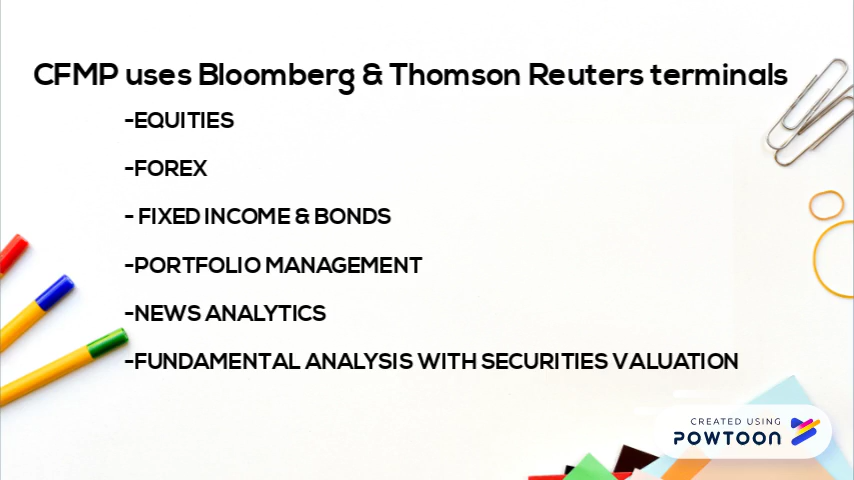 CFMP uses Bloomberg & Thomson Reuters terminals
-EQUITIES
-FOREX
- FIXED INCOME & BONDS
-PORTFOLIO MANAGEMENT
-NEWS ANALYTICS
-FUNDAMENTAL ANALYSIS WITH SECURITIES VALUATION
CREATED USING
POWTOON